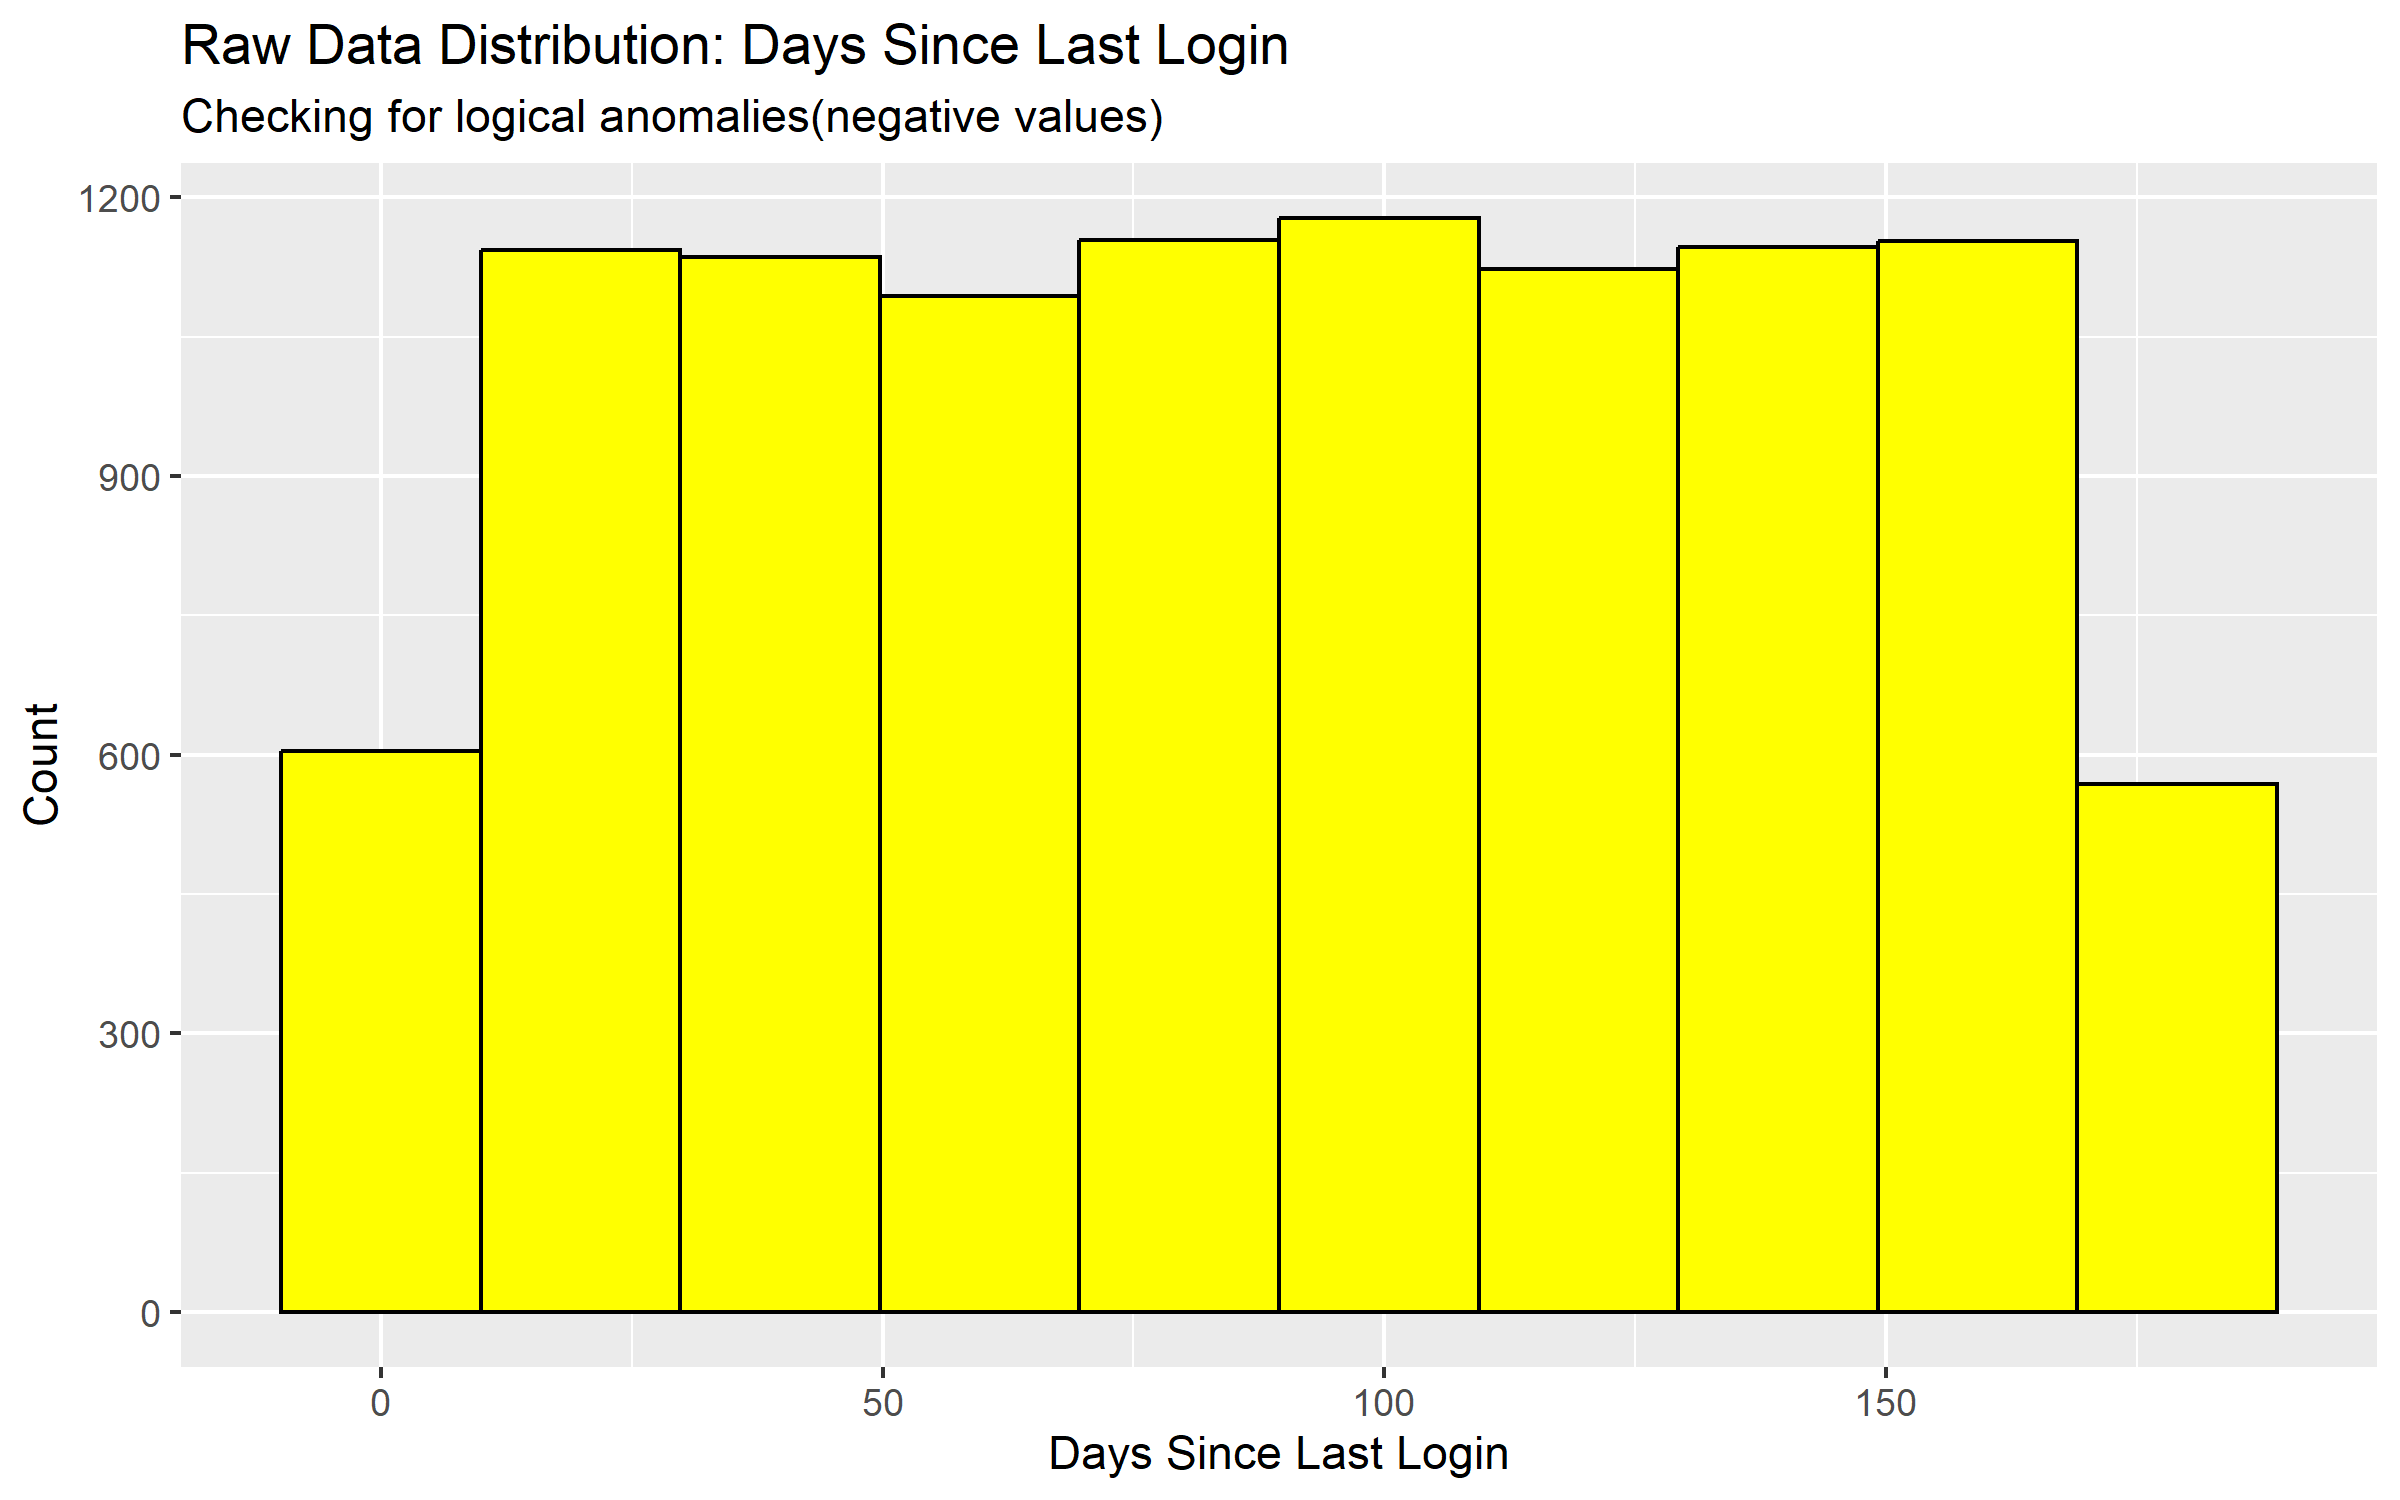 Raw Data Distribution: Days Since Last Login
Checking for logical anomalies(negative values)
1200
900
600
300
0
Count
0 50 100 150
Days Since Last Login